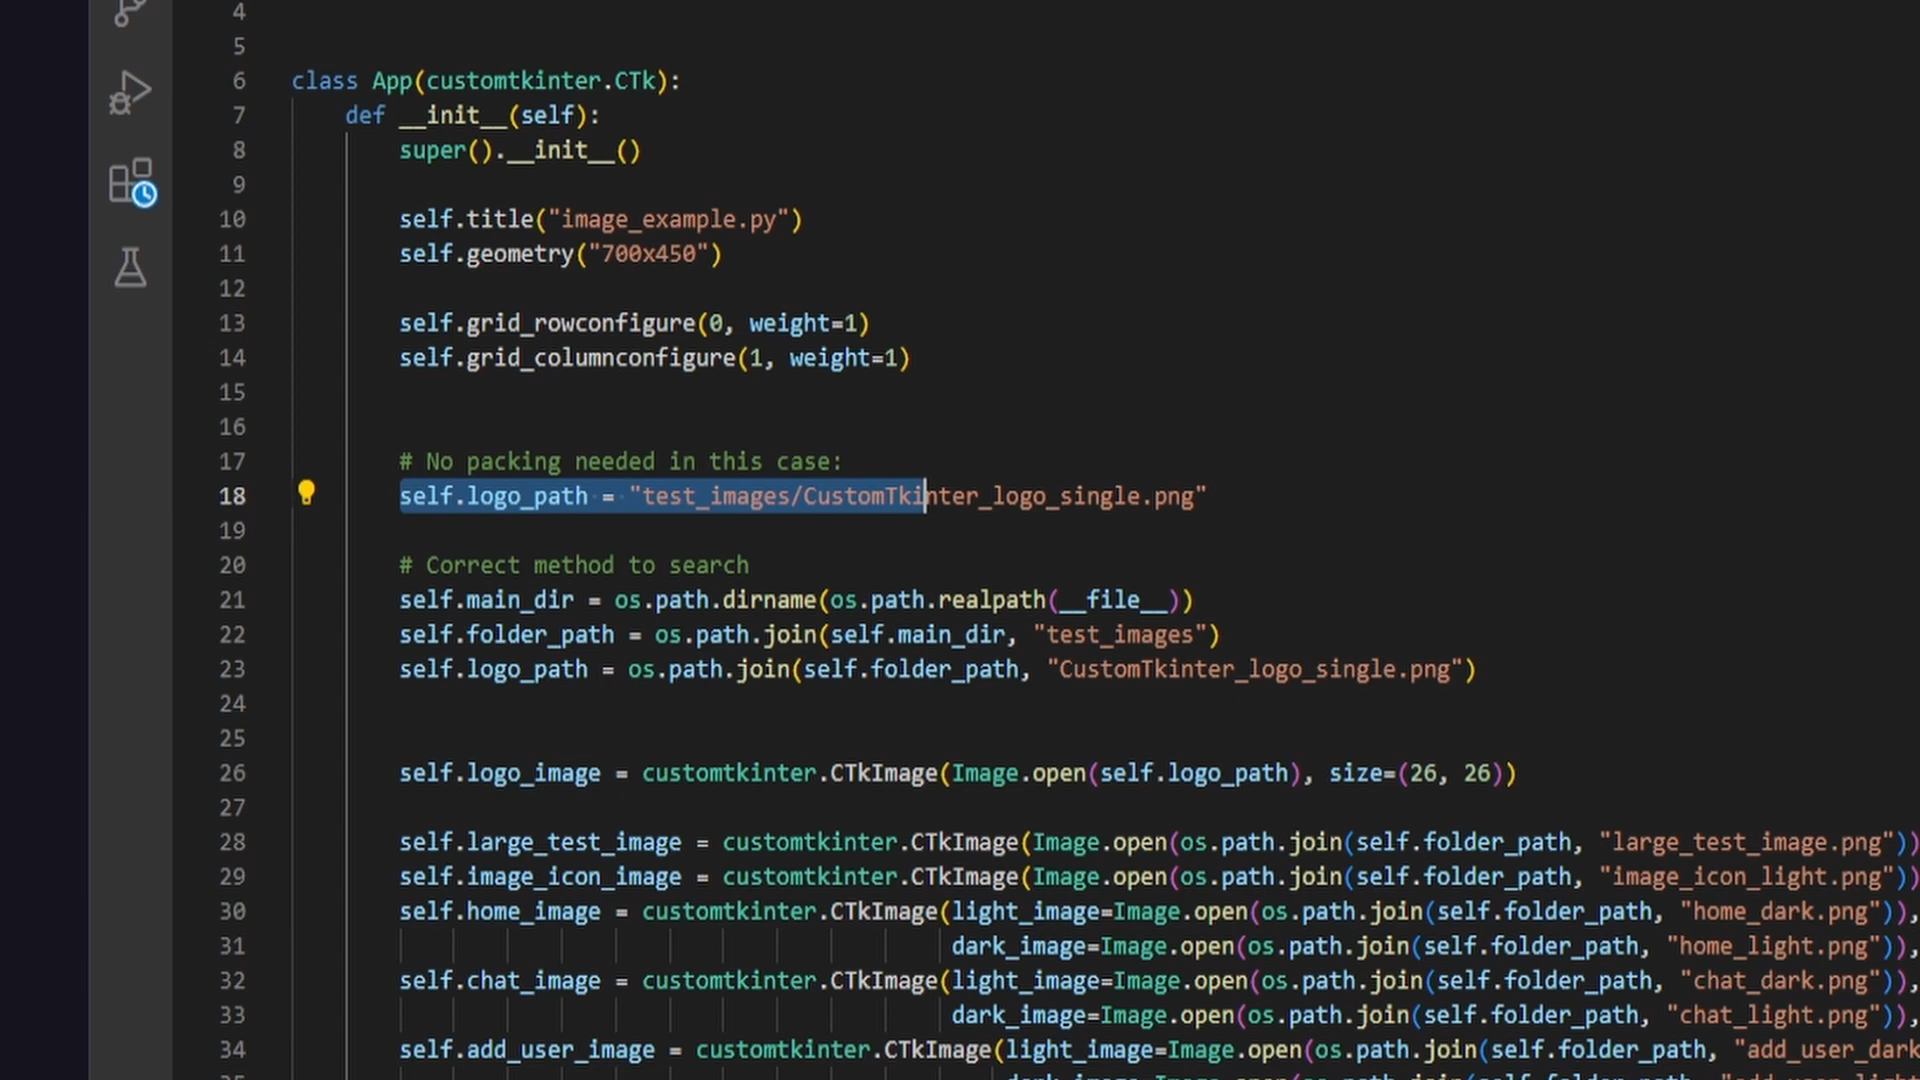 4
5
6 class App(customtkinter.CTk):
7 def __init__(self):
8 super().__init__()
9
10 self.title("image_example.py")
11 self.geometry("700x450")
12
13 self.grid_rowconfigure(0, weight=1)
14 self.grid_columnconfigure(1, weight=1)
15
16
17 # No packing needed in this case:
18 self.logo_path = "test_images/CustomTkinter_logo_single.png"
19
20 # Correct method to search
21 self.main_dir = os.path.dirname(os.path.realpath(__file__))
22 self.folder_path = os.path.join(self.main_dir, "test_images")
23 self.logo_path = os.path.join(self.folder_path, "CustomTkinter_logo_single.png")
24
25
26 self.logo_image = customtkinter.CTkImage(Image.open(self.logo_path), size=(26, 26))
27
28 self.large_test_image = customtkinter.CTkImage(Image.open(os.path.join(self.folder_path, "large_test_image.png"))
29 self.image_icon_image = customtkinter.CTkImage(Image.open(os.path.join(self.folder_path, "image_icon_light.png"))
30 self.home_image = customtkinter.CTkImage(light_image=Image.open(os.path.join(self.folder_path, "home_dark.png")),
31 dark_image=Image.open(os.path.join(self.folder_path, "home_light.png")),
32 self.chat_image = customtkinter.CTkImage(light_image=Image.open(os.path.join(self.folder_path, "chat_dark.png")),
33 dark_image=Image.open(os.path.join(self.folder_path, "chat_light.png")),
34 self.add_user_image = customtkinter.CTkImage(light_image=Image.open(os.path.join(self.folder_path, "add_user_dark